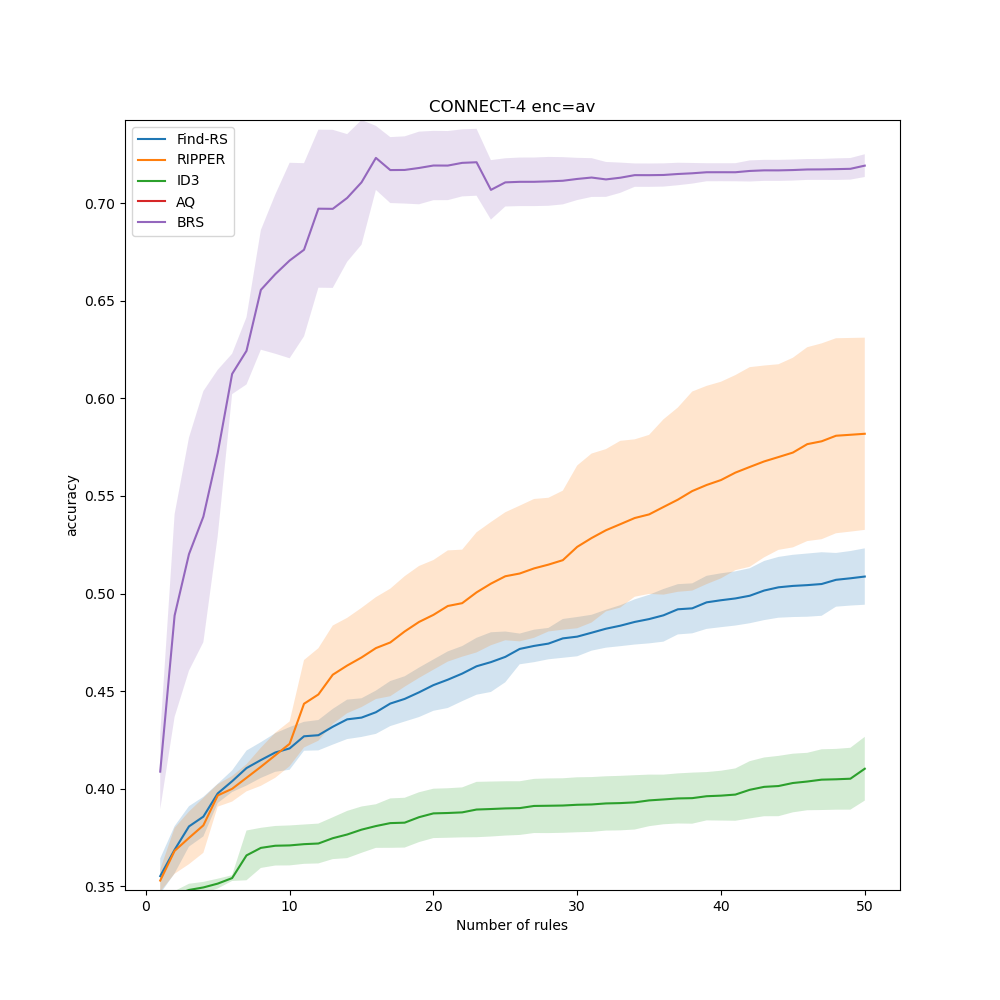 CONNECT-4 enc=av
Find-RS
RIPPER
ID3
AQ
BRS
0.70
0.65
0.60
0.55
0.50
0.45
0.40
0.35
accuracy
0 10 20 30 40 50
Number of rules